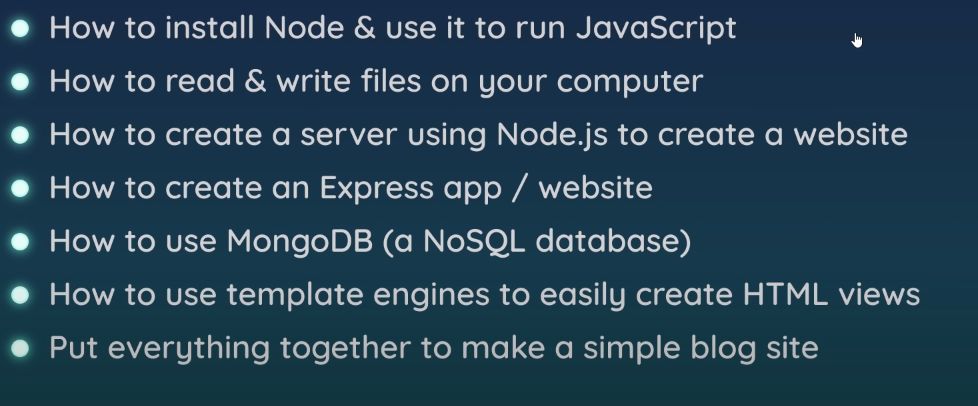 How to install Node & use it to run JavaScript
How to read & write files on your computer
How to create a server using Node.js to create a website
How to create an Express app / website
How to use MongoDB (a NoSQL database)
How to use template engines to easily create HTML views
Put everything together to make a simple blog site